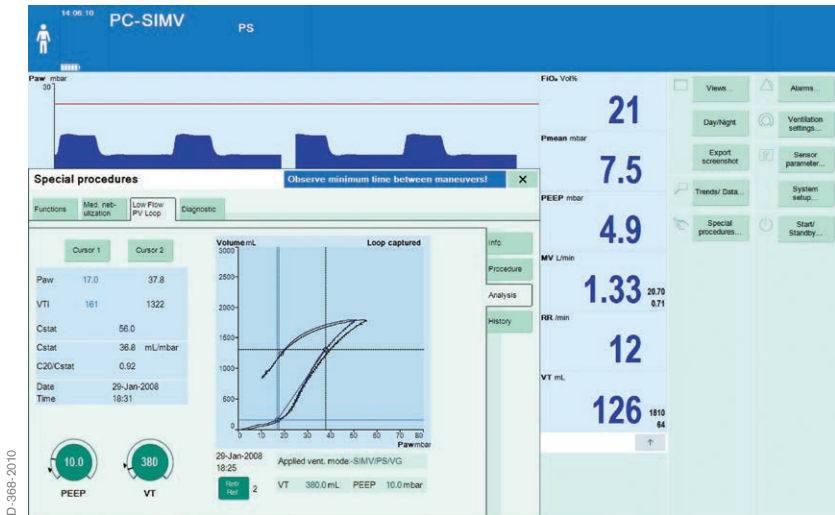 14:06:10 PC-SIMV PS
Paw mbar
30
Special procedures Observe minimum time between maneuvers! X
Functions Med. neb-ulization Low Flow PV Loop Diagnostic
Cursor 1 Cursor 2
Paw 17.0 37.8
VTI 161 1322
Cstat 56.0
Cstat 36.8 mL/mbar
C20/Cstat 0.92
Date 29-Jan-2008
Time 18:31
10.0 380
PEEP VT
Volume mL Loop captured
3000
2500
2000
1500
1000
500
0
0 10 20 30 40 50 60 70 80
Paw mbar
29-Jan-2008
18:25
Applied vent. mode:-SIMV/PS/VG
Retr Rel 2 VT 380.0 mL PEEP 10.0 mbar
Info
Procedure
Analysis
History
FiO₂ Vol%
21
Pmean mbar
7.5
PEEP mbar
4.9
MV L/min
1.33 20.70
0.71
RR /min
12
VT mL
126 1810
64
Views... Alarms...
Day/Night Ventilation settings...
Export screenshot Sensor parameter...
Trends/ Data... System setup...
Special procedures... Start/ Standby...
D-368-2010